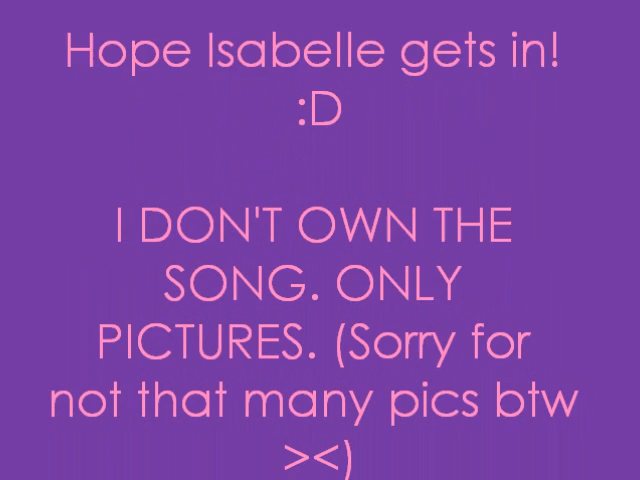 Hope Isabelle gets in!
:D
I DON'T OWN THE
SONG. ONLY
PICTURES. (Sorry for
not that many pics btw
><)